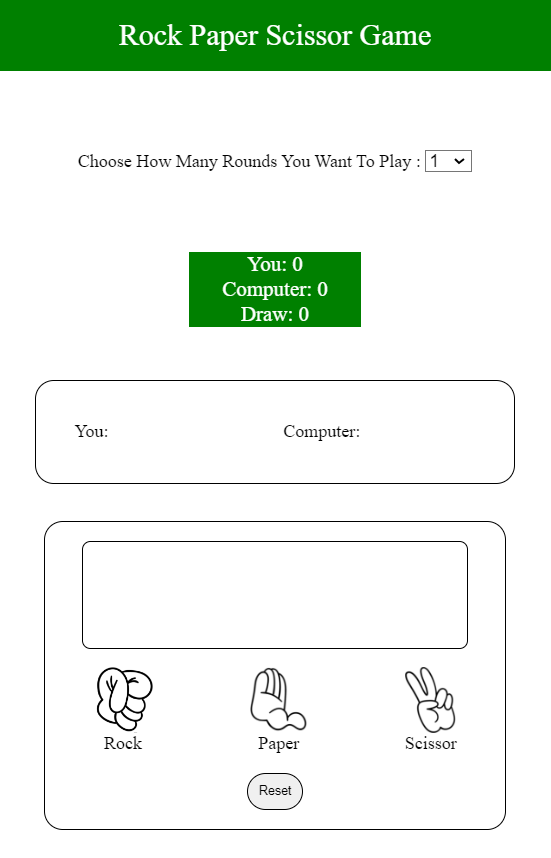 Rock Paper Scissor Game
Choose How Many Rounds You Want To Play : 1
You: 0
Computer: 0
Draw: 0
You: Computer:
Rock Paper Scissor
Reset